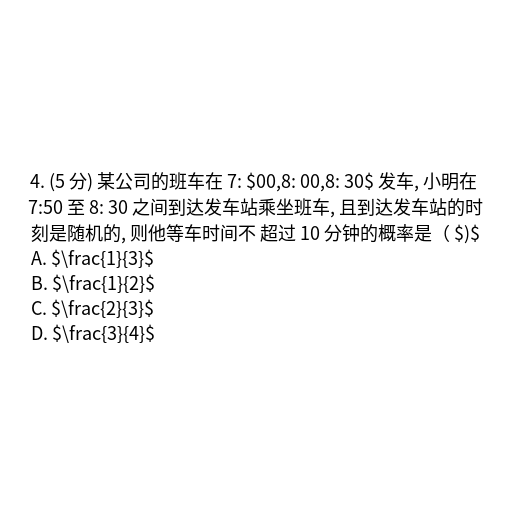 4. (5 分) 某公司的班车在 7: $00,8: 00,8: 30$ 发车, 小明在
7:50 至 8: 30 之间到达发车站乘坐班车, 且到达发车站的时
刻是随机的, 则他等车时间不 超过 10 分钟的概率是（ $)$
A. $\frac{1}{3}$
B. $\frac{1}{2}$
C. $\frac{2}{3}$
D. $\frac{3}{4}$